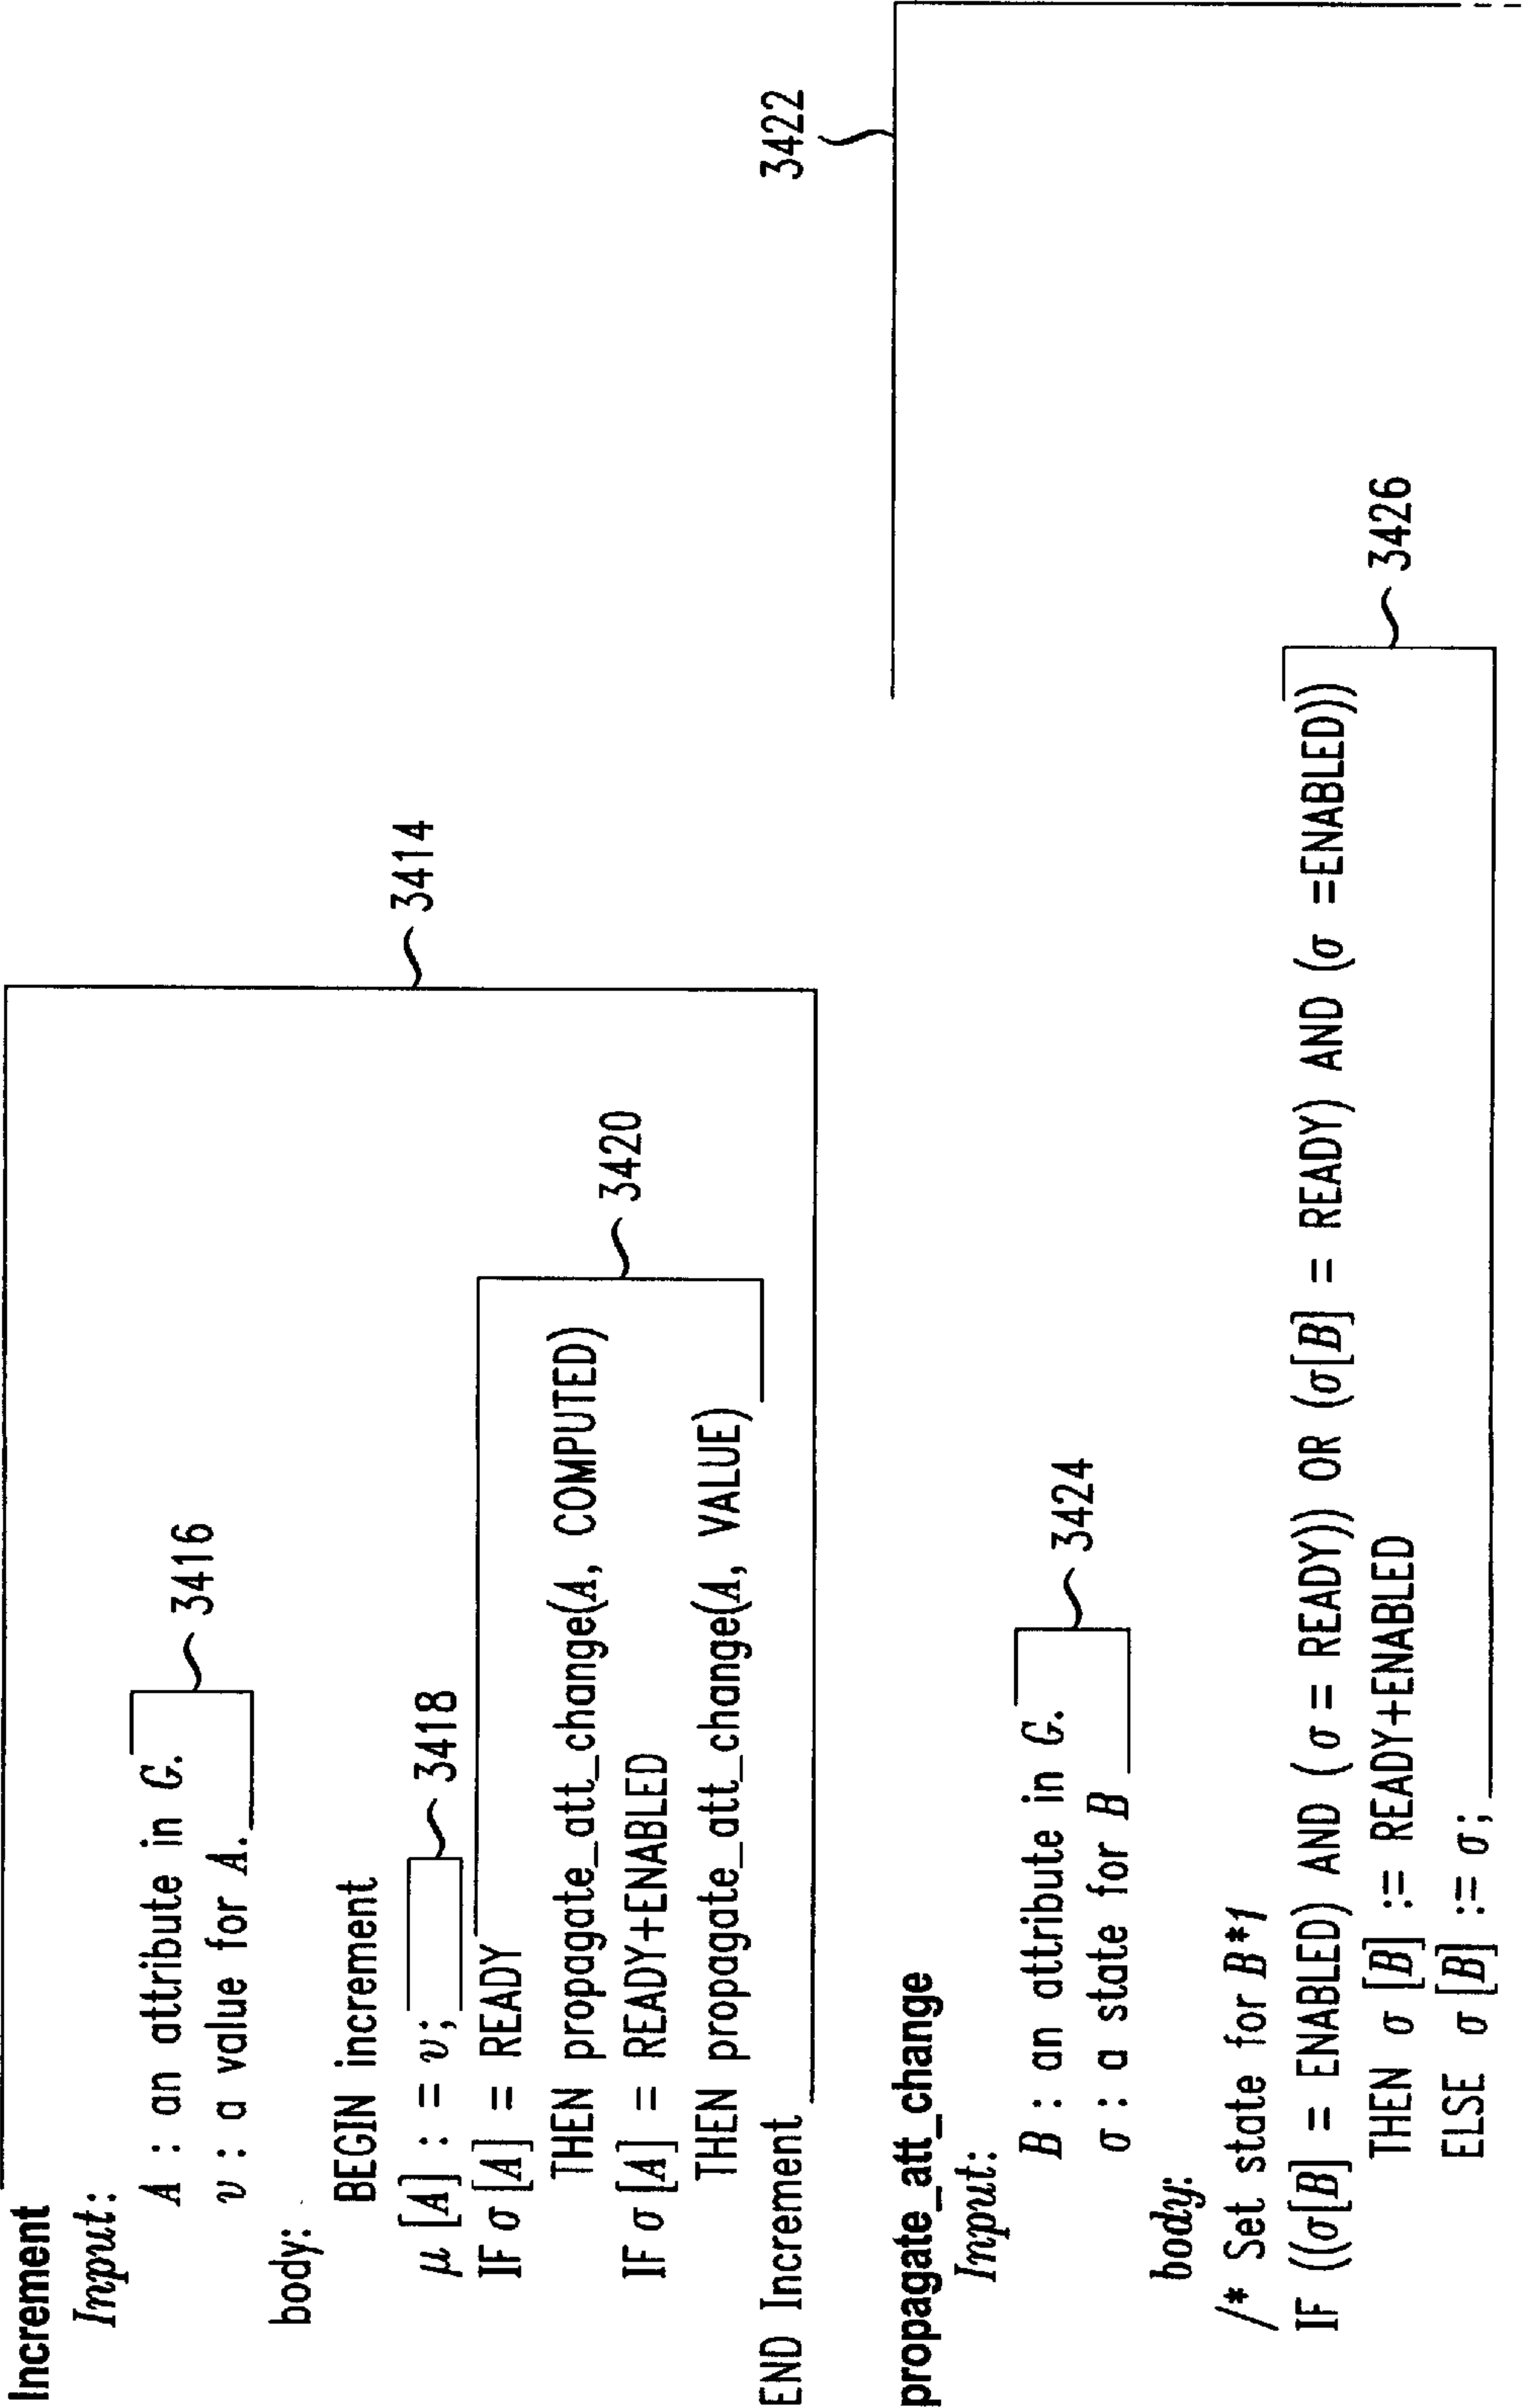 Increment
Input:
A : an attribute in G.
v : a value for A.
3416
body:
BEGIN increment
μ [A] : = v;
3418
IF σ [A] = READY
THEN propagate_att_change(A, COMPUTED)
IF σ [A] = READY+ENABLED
THEN propagate_att_change(A, VALUE)
3420
END Increment
3414
propagate_att_change
3422
Input:
B : an attribute in G.
σ : a state for B
3424
body:
/* Set state for B*1
IF ((σ[B] = ENABLED) AND (σ = READY)) OR (σ[B] = READY) AND (σ =ENABLED))
THEN σ [B] := READY+ENABLED
ELSE σ [B] := σ;
3426